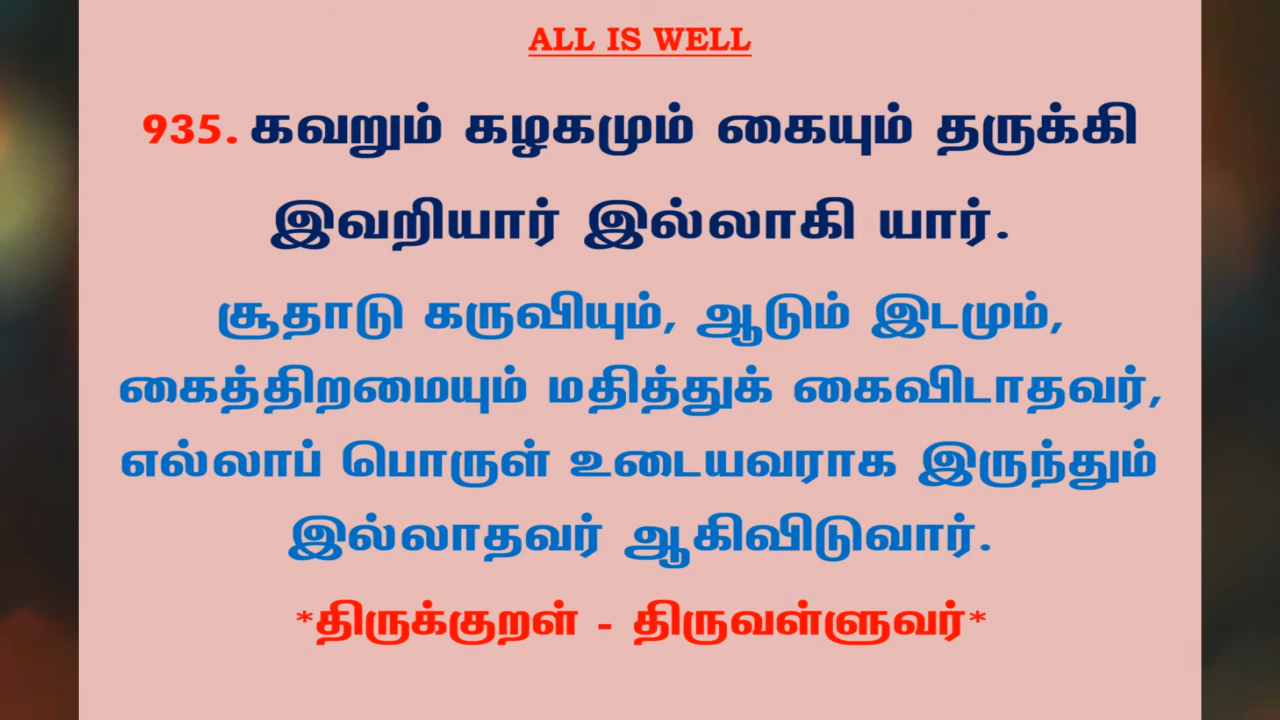 ALL IS WELL
935. கவறும் கழகமும் கையும் தருக்கி
இவறியார் இல்லாகி யார்.
சூதாடு கருவியும், ஆடும் இடமும்,
கைத்திறமையும் மதித்துக் கைவிடாதவர்,
எல்லாப் பொருள் உடையவராக இருந்தும்
இல்லாதவர் ஆகிவிடுவார்.
*திருக்குறள் - திருவள்ளுவர்*